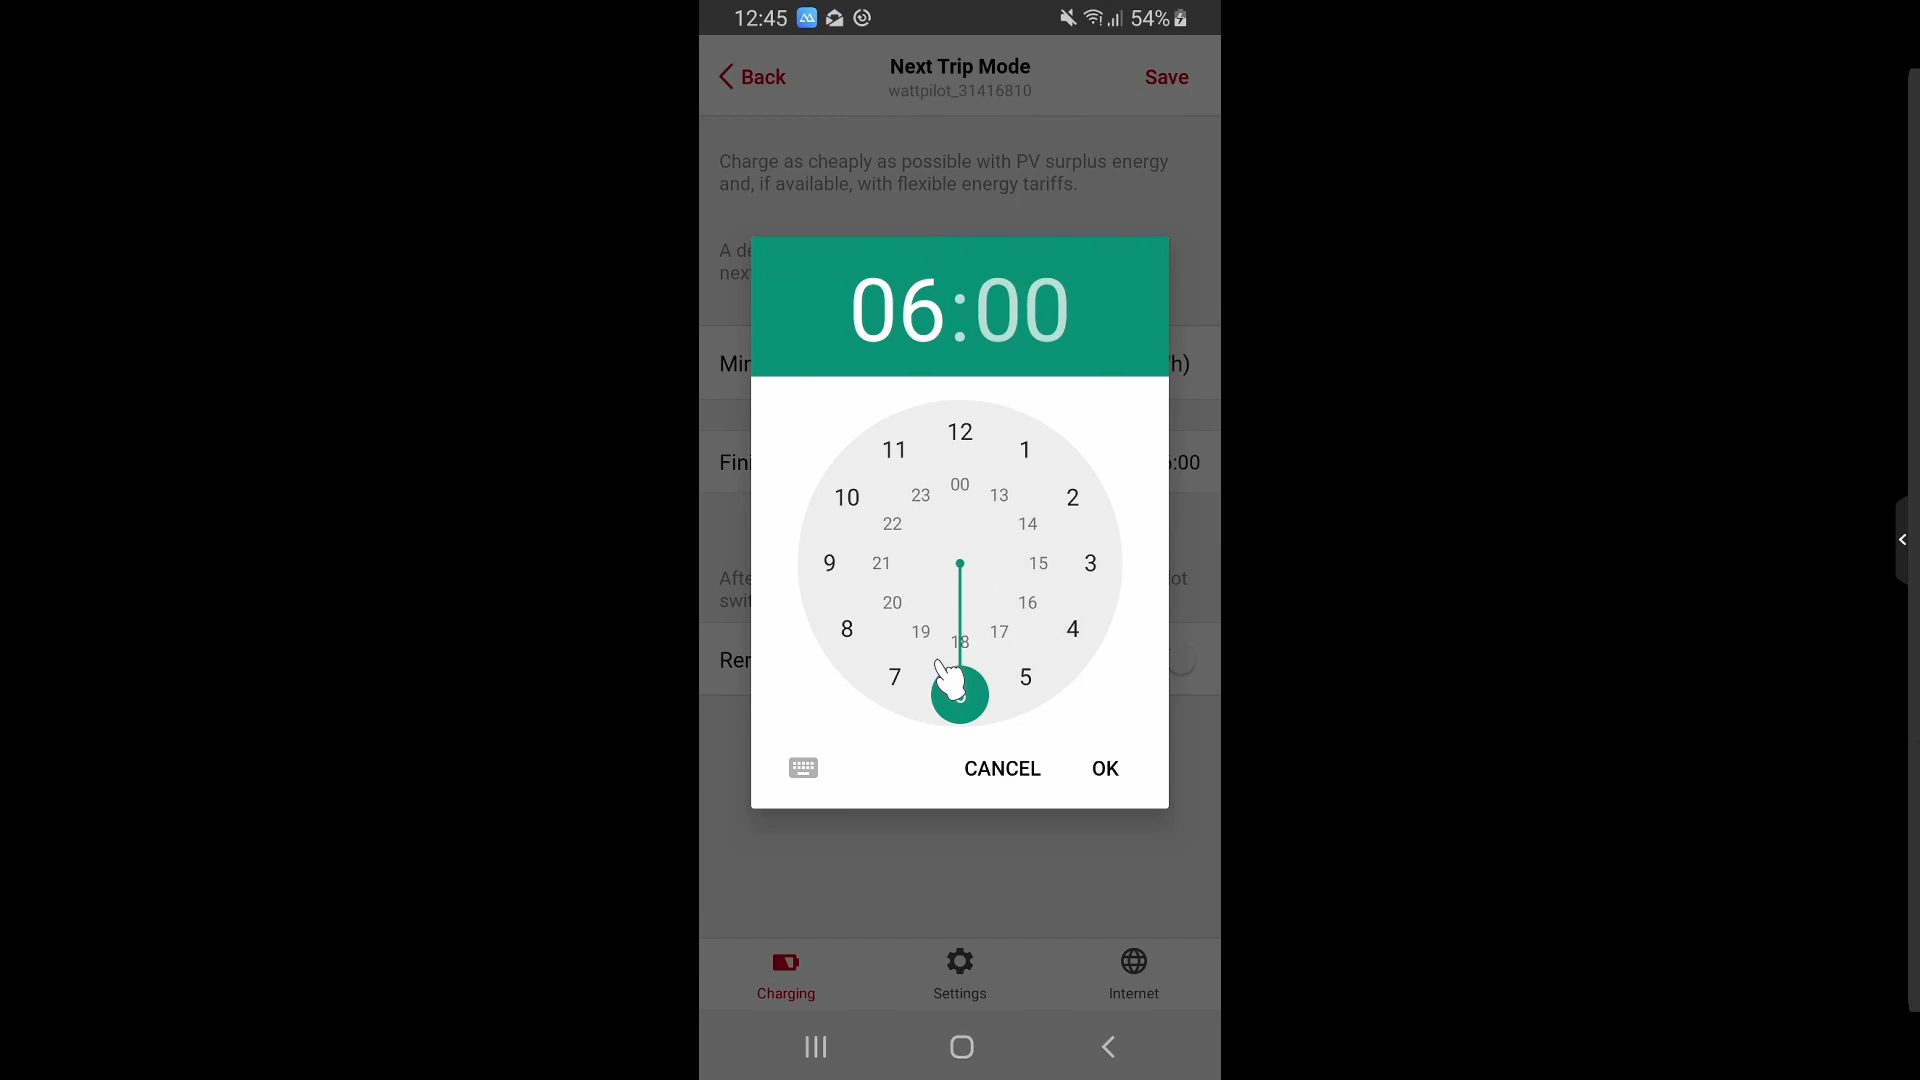 12:45
54%
Back
Next Trip Mode
Save
wattpilot_31416810
Charge as cheaply as possible with PV surplus energy
and, if available, with flexible energy tariffs.
A
06:00
12
11
1
00
23
13
10
2
22
14
9
21
15
3
20
16
19
17
8
4
18
7
5
CANCEL
OK
Charging
Settings
Internet